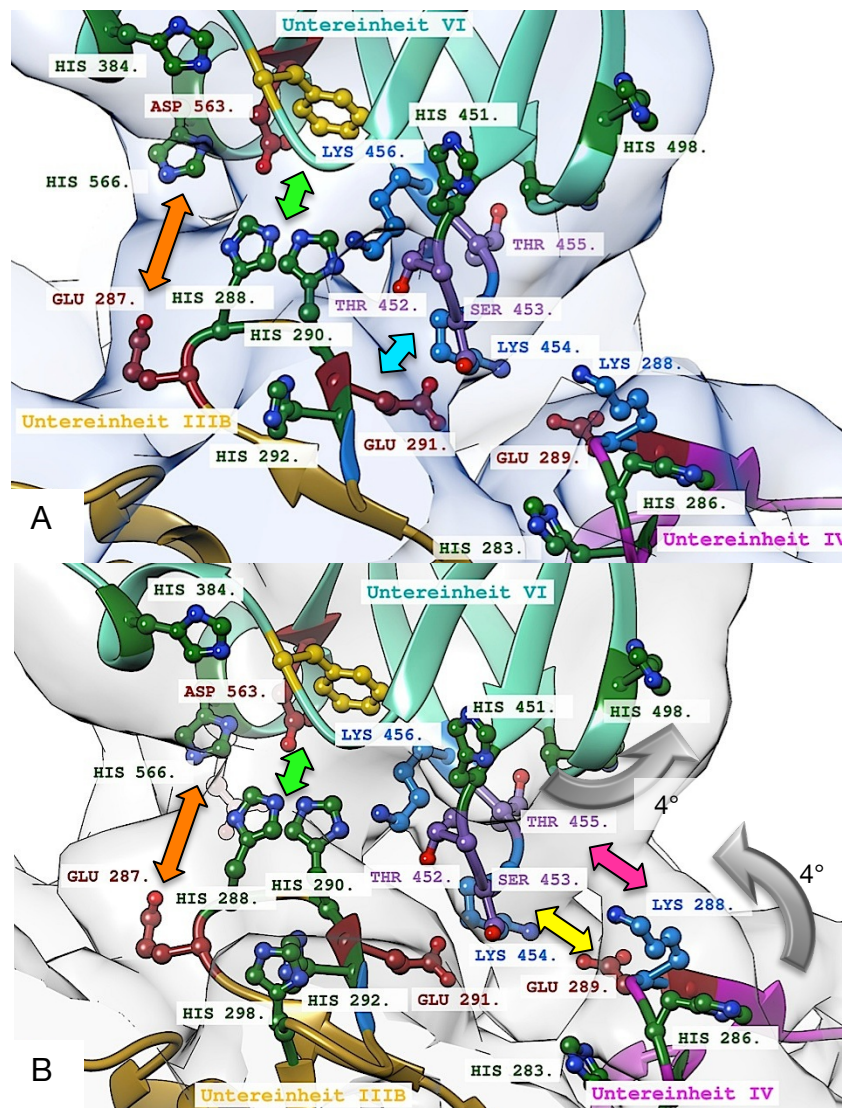 Untereinheit VI
HIS 384.
ASP 563.
HIS 451.
LYS 456.
HIS 498.
HIS 566.
THR 455.
GLU 287.
HIS 288.
THR 452.
SER 453.
HIS 290.
LYS 454.
LYS 288.
Untereinheit IIIB
GLU 291.
HIS 292.
GLU 289.
HIS 286.
A
HIS 283.
Untereinheit IV
HIS 384.
Untereinheit VI
ASP 563.
HIS 451.
HIS 498.
LYS 456.
HIS 566.
4°
THR 455.
GLU 287.
HIS 290.
THR 452.
SER 453.
4°
HIS 288.
LYS 288.
LYS 454.
GLU 289.
HIS 292.
GLU 291.
HIS 298.
HIS 286.
HIS 283.
B
Untereinheit IIIB
Untereinheit IV